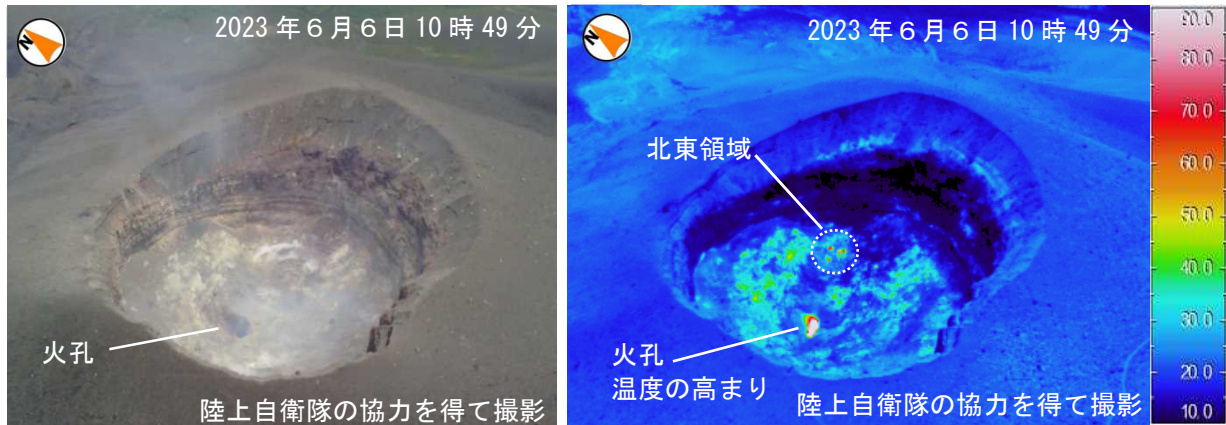 N
2023年6月6日10時49分
火孔
陸上自衛隊の協力を得て撮影
N
2023年6月6日10時49分
北東領域
火孔
温度の高まり
陸上自衛隊の協力を得て撮影
90.0
80.0
70.0
60.0
50.0
40.0
30.0
20.0
10.0